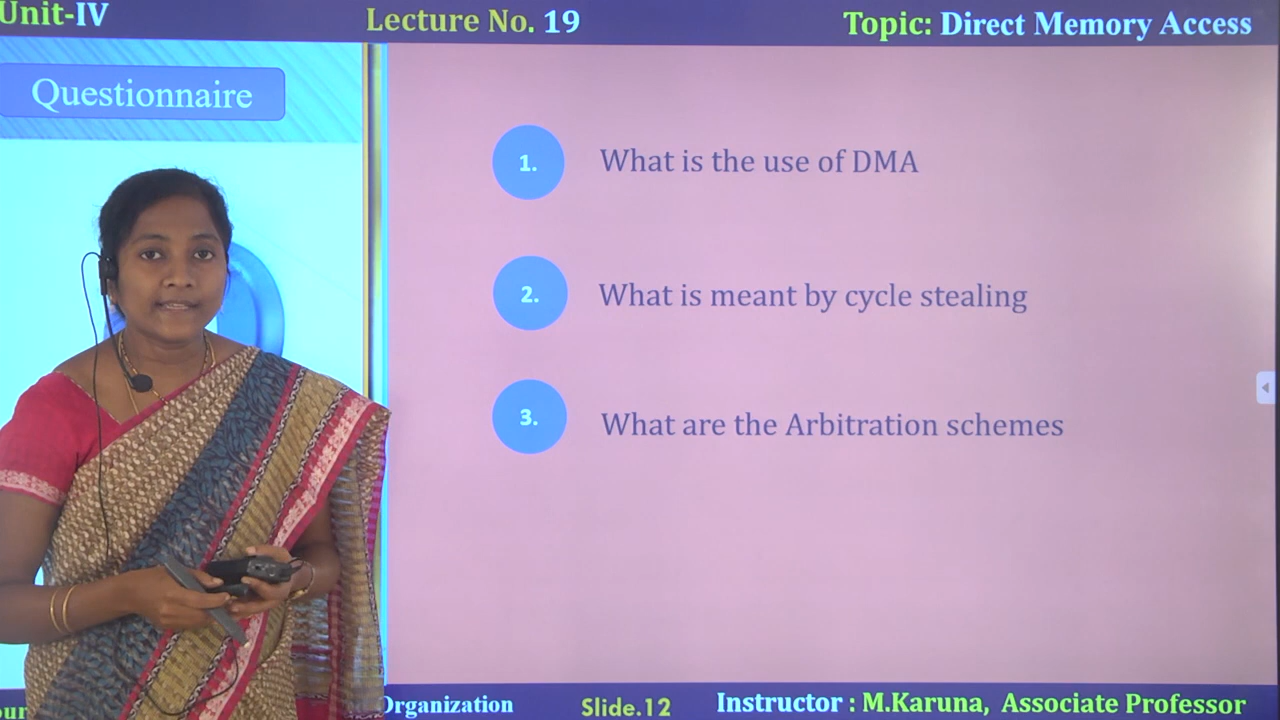 Unit-IV
Lecture No. 19
Topic: Direct Memory Access
Questionnaire
1. What is the use of DMA
2. What is meant by cycle stealing
3. What are the Arbitration schemes
Organization
Slide.12
Instructor : M.Karuna, Associate Professor